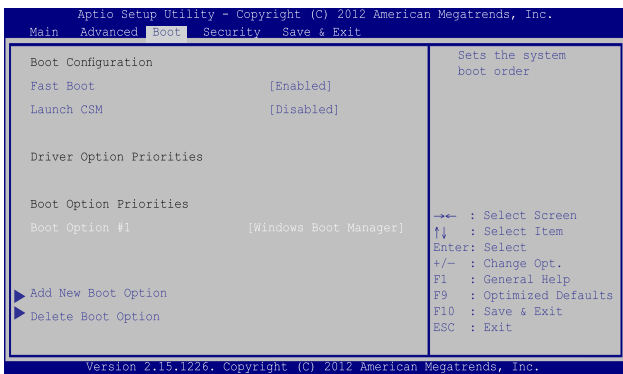 Aptio Setup Utility - Copyright (C) 2012 American Megatrends, Inc.
Main Advanced Boot Security Save & Exit
Boot Configuration
Fast Boot [Enabled]
Launch CSM [Disabled]
Driver Option Priorities
Boot Option Priorities
Boot Option #1 [Windows Boot Manager]
Add New Boot Option
Delete Boot Option
Sets the system
boot order
→← : Select Screen
↑↓ : Select Item
Enter: Select
+/— : Change Opt.
F1 : General Help
F9 : Optimized Defaults
F10 : Save & Exit
ESC : Exit
Version 2.15.1226. Copyright (C) 2012 American Megatrends, Inc.